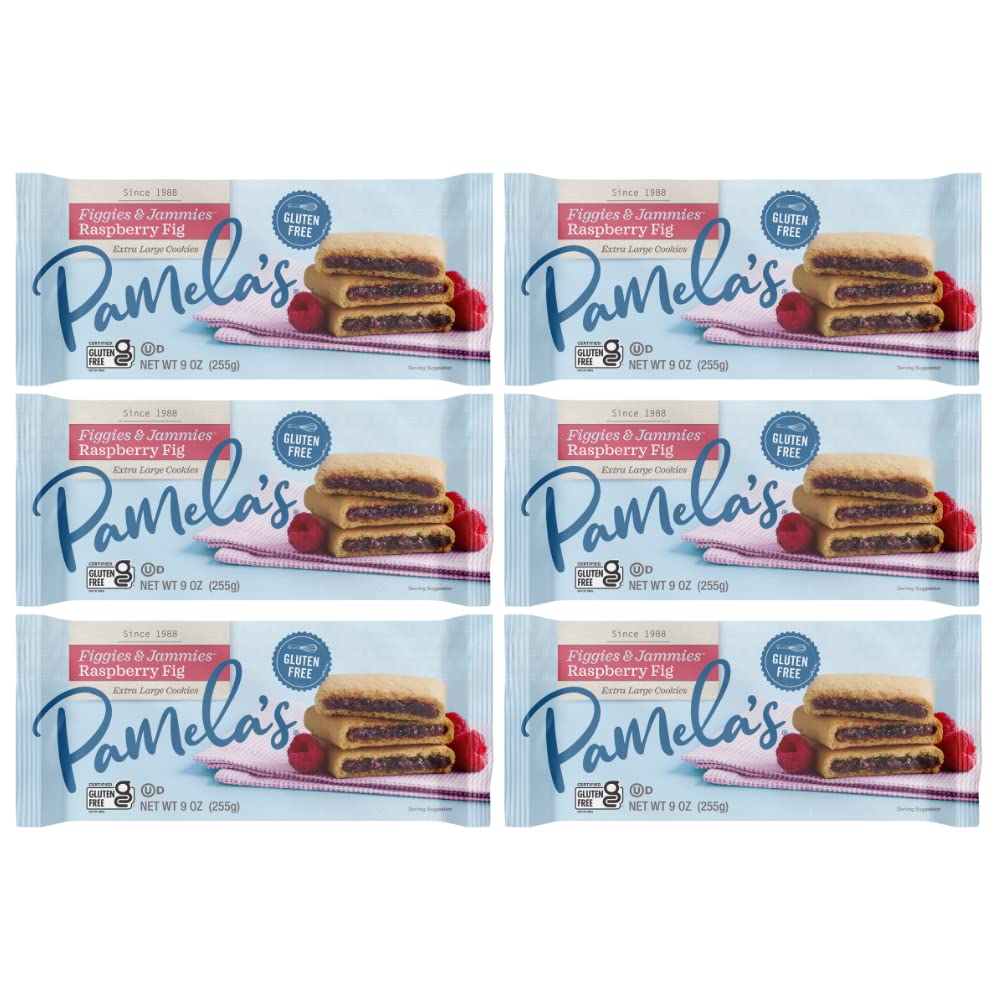 Since 1988
Figgies & Jammies™
Raspberry Fig
Extra Large Cookies
GLUTEN
FREE
Pamela's®
CERTIFIED
GLUTEN
FREE
U D
NET WT 9 OZ (255g)
Serving Suggestion
Since 1988
Figgies & Jammies™
Raspberry Fig
Extra Large Cookies
GLUTEN
FREE
Pamela's®
CERTIFIED
GLUTEN
FREE
U D
NET WT 9 OZ (255g)
Serving Suggestion
Since 1988
Figgies & Jammies™
Raspberry Fig
Extra Large Cookies
GLUTEN
FREE
Pamela's®
CERTIFIED
GLUTEN
FREE
U D
NET WT 9 OZ (255g)
Serving Suggestion
Since 1988
Figgies & Jammies™
Raspberry Fig
Extra Large Cookies
GLUTEN
FREE
Pamela's®
CERTIFIED
GLUTEN
FREE
U D
NET WT 9 OZ (255g)
Serving Suggestion
Since 1988
Figgies & Jammies™
Raspberry Fig
Extra Large Cookies
GLUTEN
FREE
Pamela's®
CERTIFIED
GLUTEN
FREE
U D
NET WT 9 OZ (255g)
Serving Suggestion
Since 1988
Figgies & Jammies™
Raspberry Fig
Extra Large Cookies
GLUTEN
FREE
Pamela's®
CERTIFIED
GLUTEN
FREE
U D
NET WT 9 OZ (255g)
Serving Suggestion